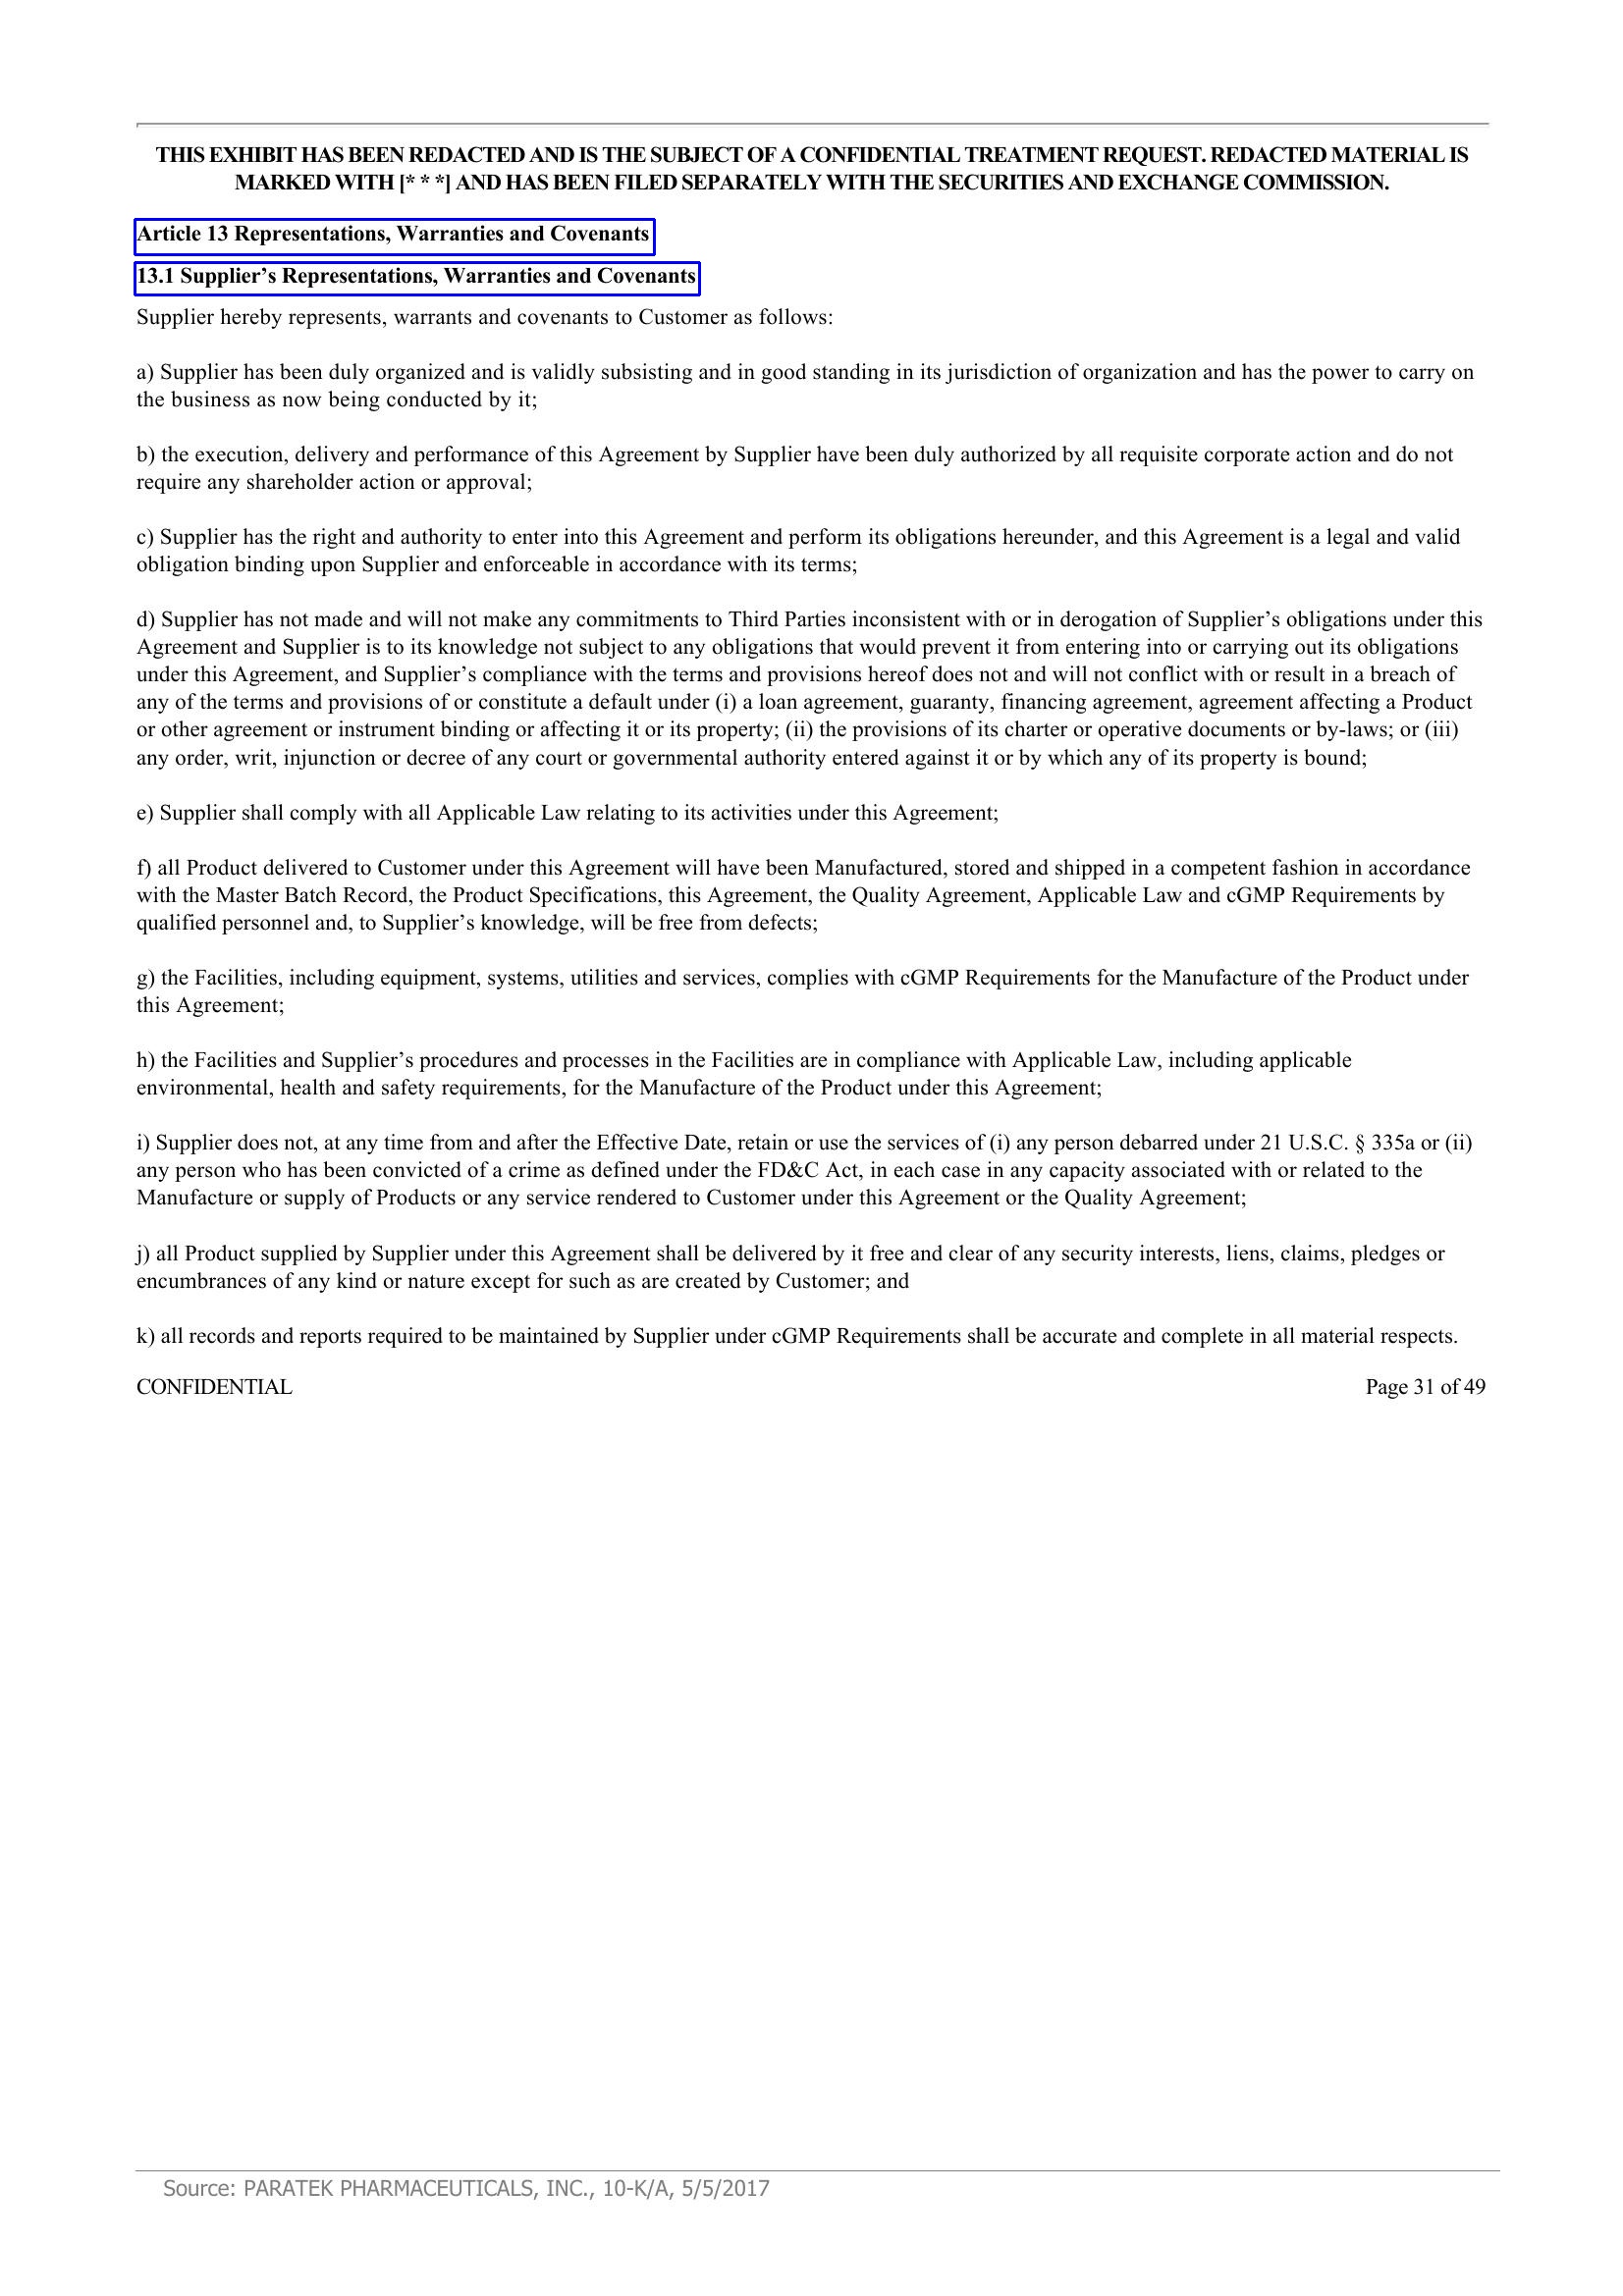 THIS EXHIBIT HAS BEEN REDACTED AND IS THE SUBJECT OF A CONFIDENTIAL TREATMENT REQUEST. REDACTED MATERIAL IS
MARKED WITH [* * *] AND HAS BEEN FILED SEPARATELY WITH THE SECURITIES AND EXCHANGE COMMISSION.
Article 13 Representations, Warranties and Covenants
13.1 Supplier’s Representations, Warranties and Covenants
Supplier hereby represents, warrants and covenants to Customer as follows:
a) Supplier has been duly organized and is validly subsisting and in good standing in its jurisdiction of organization and has the power to carry on
the business as now being conducted by it;
b) the execution, delivery and performance of this Agreement by Supplier have been duly authorized by all requisite corporate action and do not
require any shareholder action or approval;
c) Supplier has the right and authority to enter into this Agreement and perform its obligations hereunder, and this Agreement is a legal and valid
obligation binding upon Supplier and enforceable in accordance with its terms;
d) Supplier has not made and will not make any commitments to Third Parties inconsistent with or in derogation of Supplier’s obligations under this
Agreement and Supplier is to its knowledge not subject to any obligations that would prevent it from entering into or carrying out its obligations
under this Agreement, and Supplier’s compliance with the terms and provisions hereof does not and will not conflict with or result in a breach of
any of the terms and provisions of or constitute a default under (i) a loan agreement, guaranty, financing agreement, agreement affecting a Product
or other agreement or instrument binding or affecting it or its property; (ii) the provisions of its charter or operative documents or by-laws; or (iii)
any order, writ, injunction or decree of any court or governmental authority entered against it or by which any of its property is bound;
e) Supplier shall comply with all Applicable Law relating to its activities under this Agreement;
f) all Product delivered to Customer under this Agreement will have been Manufactured, stored and shipped in a competent fashion in accordance
with the Master Batch Record, the Product Specifications, this Agreement, the Quality Agreement, Applicable Law and cGMP Requirements by
qualified personnel and, to Supplier’s knowledge, will be free from defects;
g) the Facilities, including equipment, systems, utilities and services, complies with cGMP Requirements for the Manufacture of the Product under
this Agreement;
h) the Facilities and Supplier’s procedures and processes in the Facilities are in compliance with Applicable Law, including applicable
environmental, health and safety requirements, for the Manufacture of the Product under this Agreement;
i) Supplier does not, at any time from and after the Effective Date, retain or use the services of (i) any person debarred under 21 U.S.C. § 335a or (ii)
any person who has been convicted of a crime as defined under the FD&C Act, in each case in any capacity associated with or related to the
Manufacture or supply of Products or any service rendered to Customer under this Agreement or the Quality Agreement;
j) all Product supplied by Supplier under this Agreement shall be delivered by it free and clear of any security interests, liens, claims, pledges or
encumbrances of any kind or nature except for such as are created by Customer; and
k) all records and reports required to be maintained by Supplier under cGMP Requirements shall be accurate and complete in all material respects.
CONFIDENTIAL Page 31 of 49
Source: PARATEK PHARMACEUTICALS, INC., 10-K/A, 5/5/2017